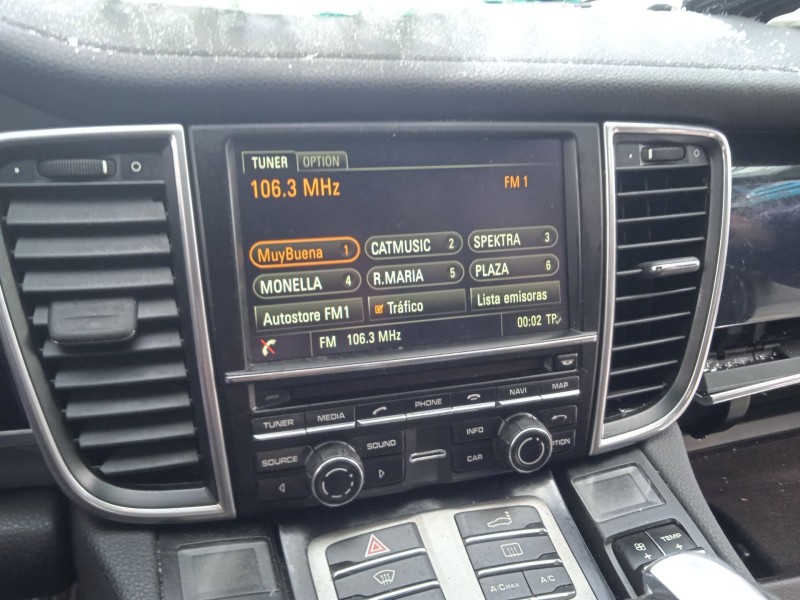 TUNER OPTION
106.3 MHz FM 1
MuyBuena 1 CATMUSIC 2 SPEKTRA 3
MONELLA 4 R.MARIA 5 PLAZA 6
Autostore FM1 Tráfico Lista emisoras
FM 106.3 MHz 00:02 TP
TUNER MEDIA PHONE NAVI MAP
SOURCE SOUND INFO
CAR OPTION
TEMP
A/C MAX A/C